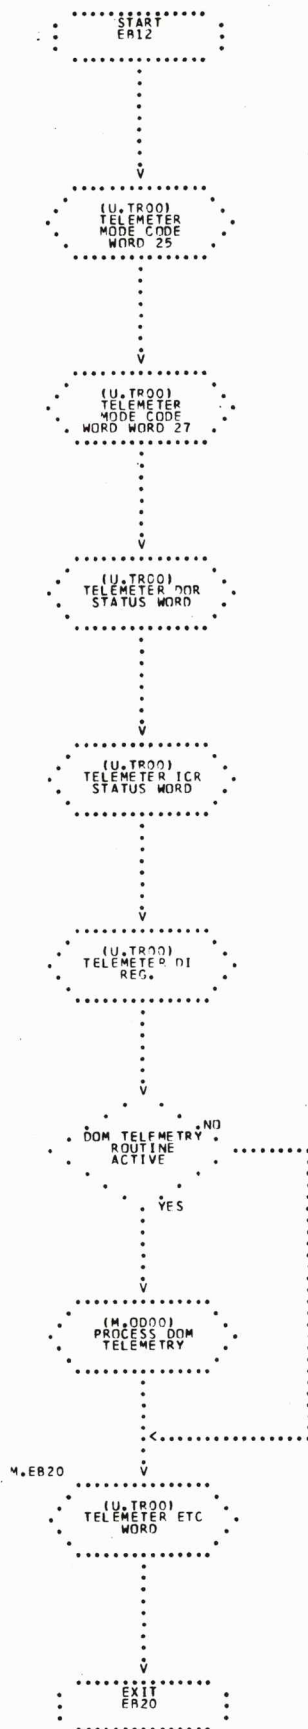 START
EB12
(U.TR00)
TELEMETER
MODE CODE
WORD 25
(U.TR00)
TELEMETER
MODE CODE
WORD WORD 27
(U.TR00)
TELEMETER DOR
STATUS WORD
(U.TR00)
TELEMETER ICR
STATUS WORD
(U.TR00)
TELEMETER DI
REG.
NO
DOM TELEMETRY
ROUTINE
ACTIVE
YES
(M.OD00)
PROCESS DOM
TELEMETRY
M.EB20
(U.TR00)
TELEMETER ETC
WORD
EXIT
EB20